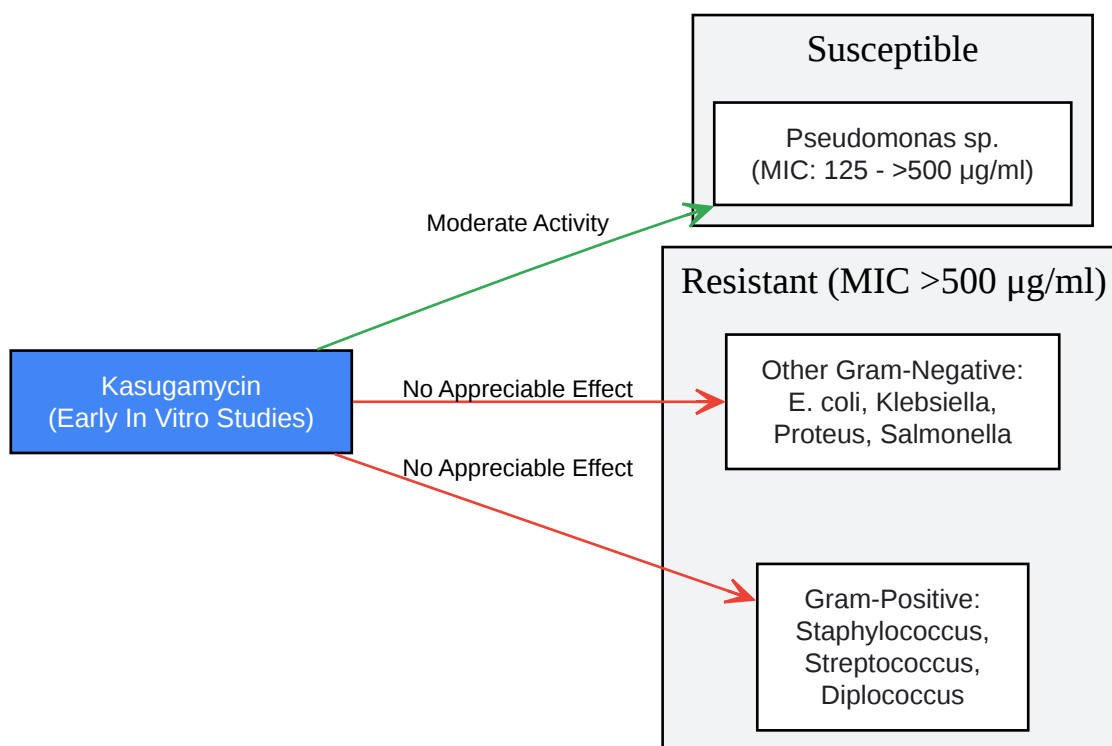 Susceptible
Pseudomonas sp.
(MIC: 125 - >500 μg/ml)
Moderate Activity
Resistant (MIC >500 μg/ml)
Kasugamycin
(Early In Vitro Studies)
No Appreciable Effect
Other Gram-Negative:
E. coli, Klebsiella,
Proteus, Salmonella
No Appreciable Effect
Gram-Positive:
Staphylococcus,
Streptococcus,
Diplococcus